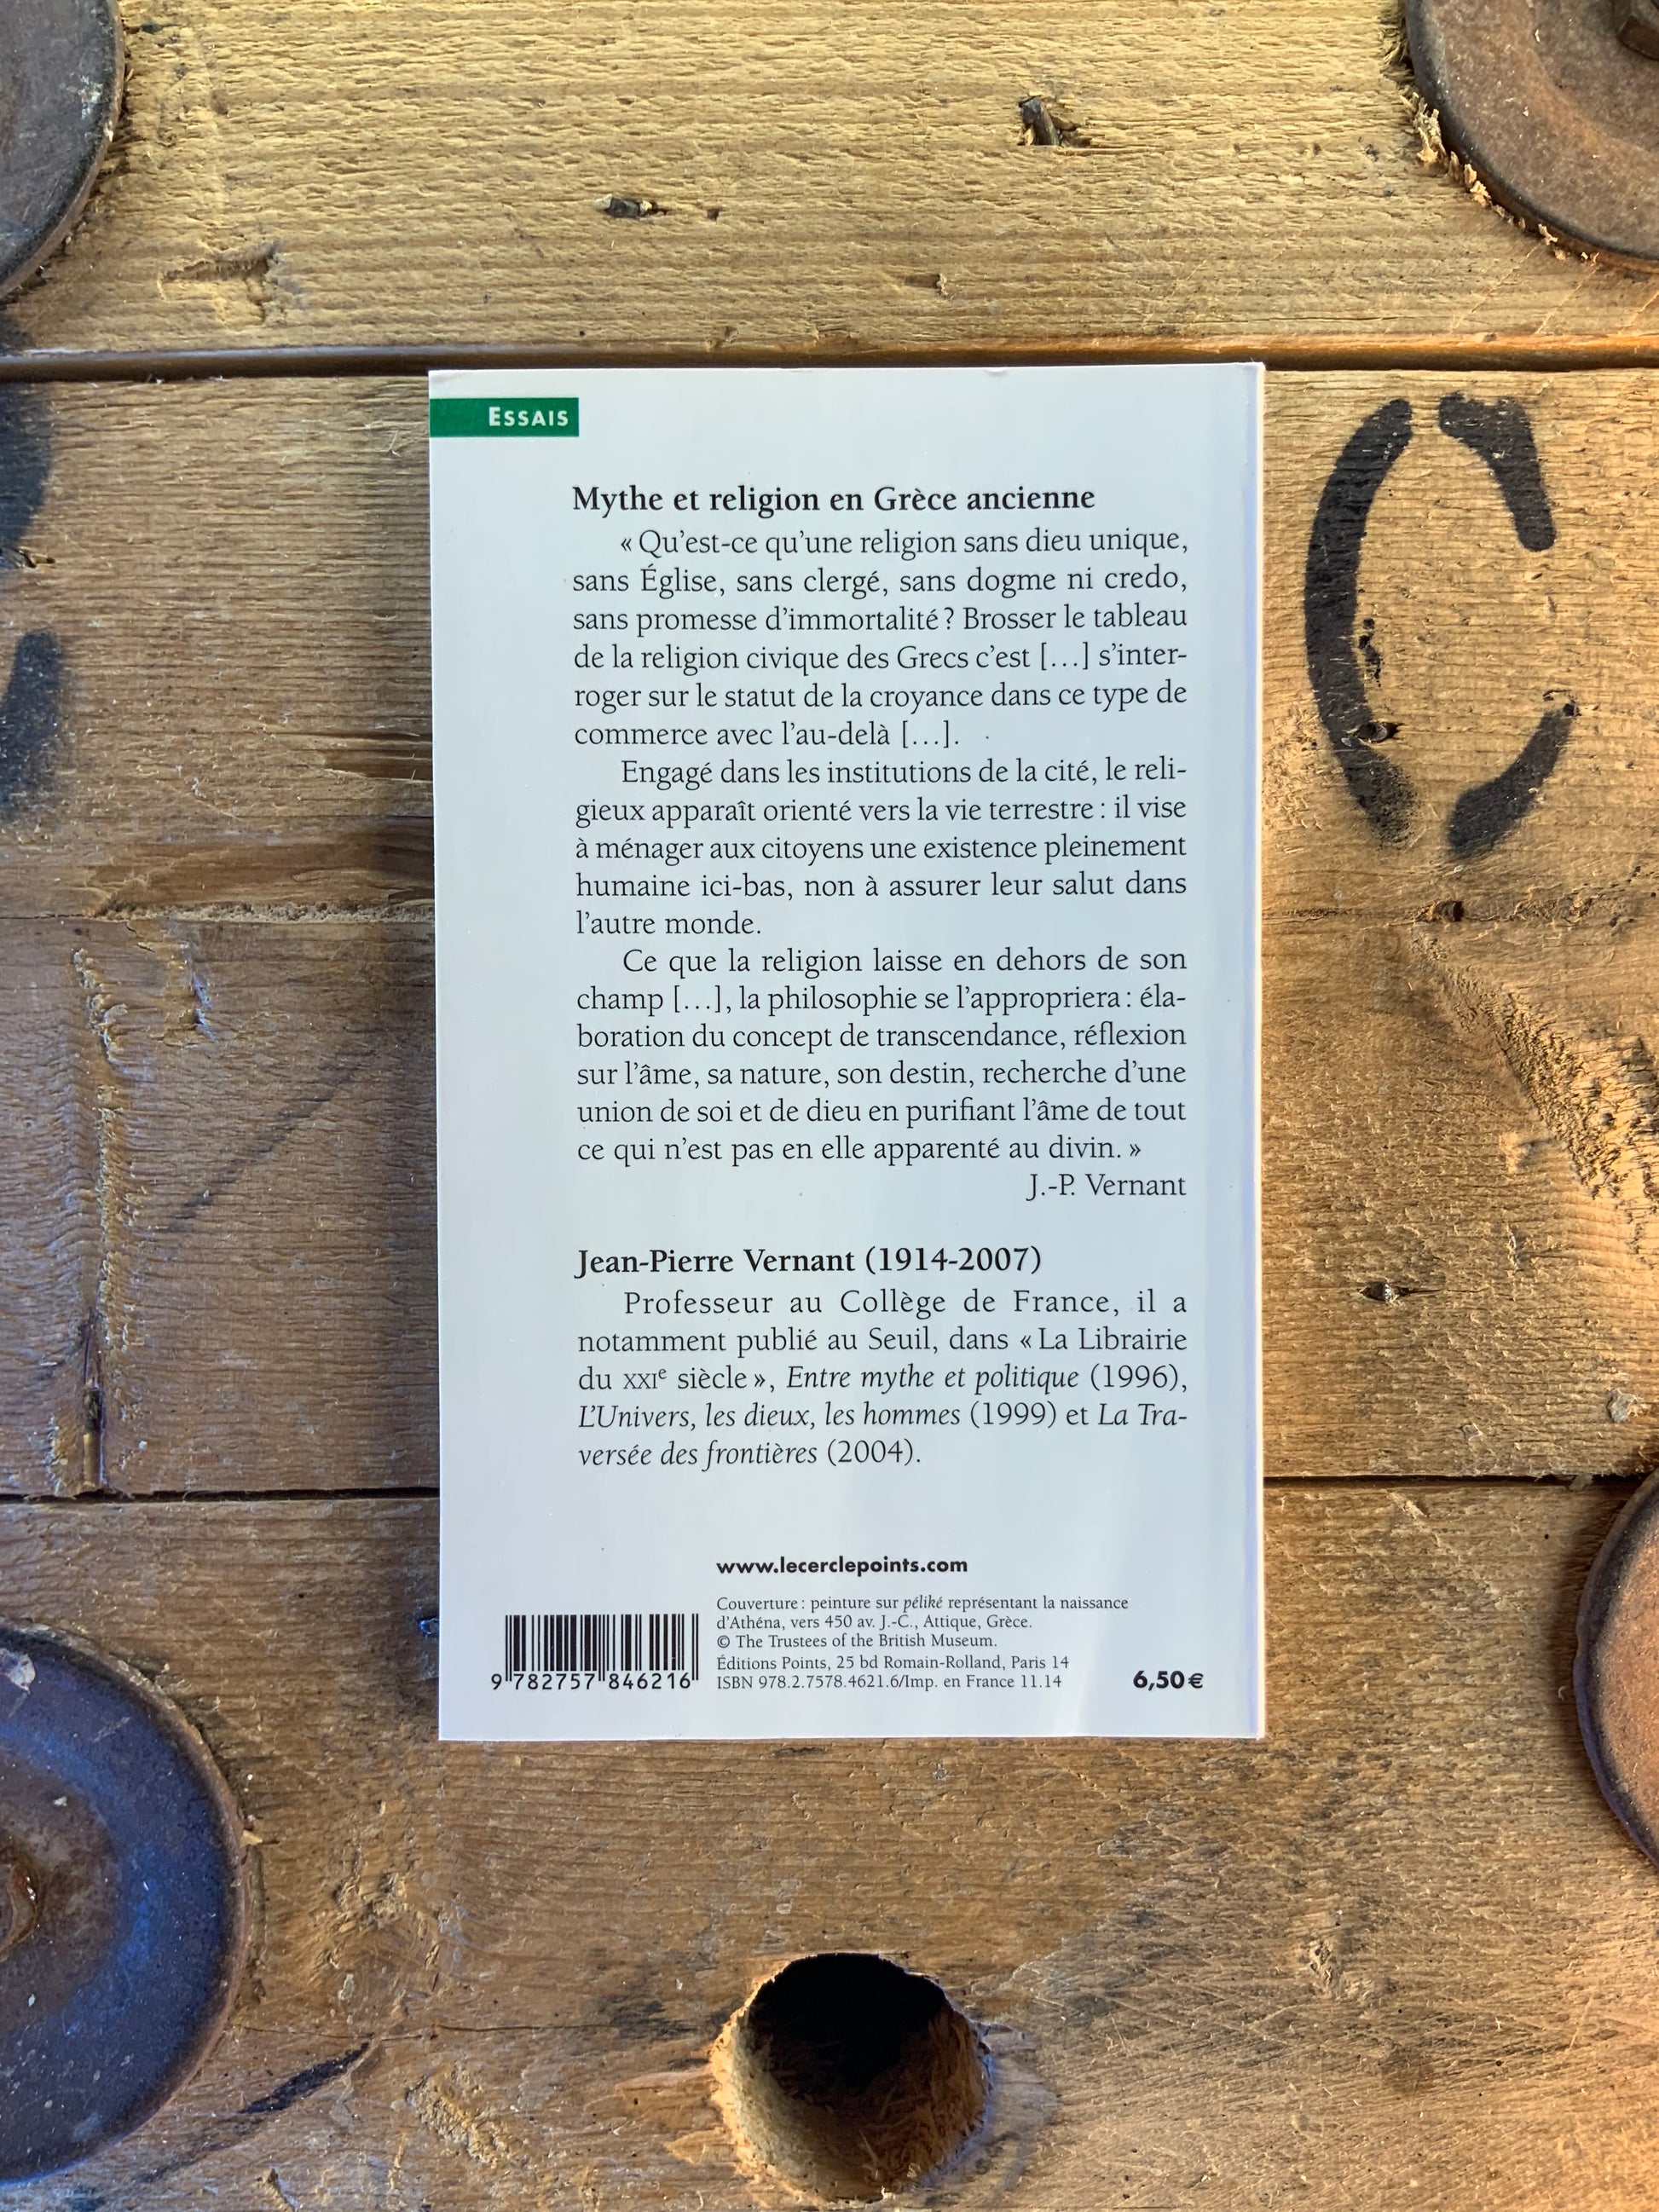 ESSAIS
Mythe et religion en Grèce ancienne
« Qu'est-ce qu'une religion sans dieu unique,
sans Église, sans clergé, sans dogme ni credo,
sans promesse d'immortalité ? Brosser le tableau
de la religion civique des Grecs c'est […] s'inter-
roger sur le statut de la croyance dans ce type de
commerce avec l'au-delà […].
Engagé dans les institutions de la cité, le reli-
gieux apparaît orienté vers la vie terrestre : il vise
à ménager aux citoyens une existence pleinement
humaine ici-bas, non à assurer leur salut dans
l'autre monde.
Ce que la religion laisse en dehors de son
champ […], la philosophie se l'appropriera : éla-
boration du concept de transcendance, réflexion
sur l'âme, sa nature, son destin, recherche d'une
union de soi et de dieu en purifiant l'âme de tout
ce qui n'est pas en elle apparenté au divin. »
J.-P. Vernant
Jean-Pierre Vernant (1914-2007)
Professeur au Collège de France, il a
notamment publié au Seuil, dans « La Librairie
du XXIe siècle », Entre mythe et politique (1996),
L'Univers, les dieux, les hommes (1999) et La Tra-
versée des frontières (2004).
www.lecerclepoints.com
Couverture : peinture sur péliké représentant la naissance
d'Athéna, vers 450 av. J.-C., Attique, Grèce.
© The Trustees of the British Museum.
Éditions Points, 25 bd Romain-Rolland, Paris 14
ISBN 978.2.7578.4621.6/Imp. en France 11.14
9 782757 846216
6,50 €
C